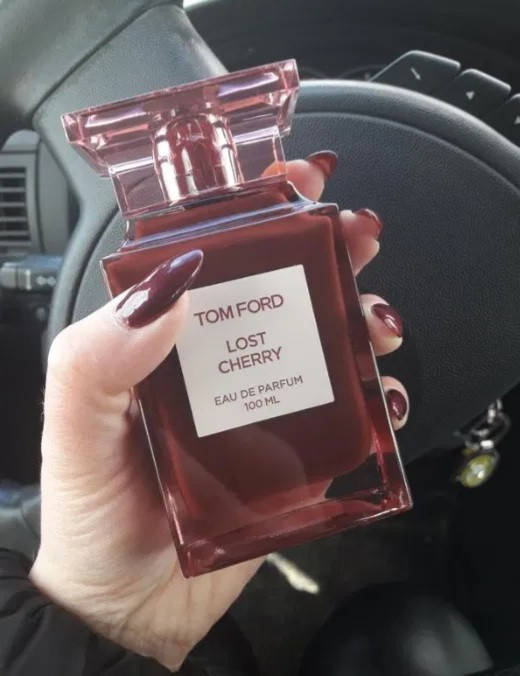 TOM FORD
LOST
CHERRY
EAU DE PARFUM
100 ML